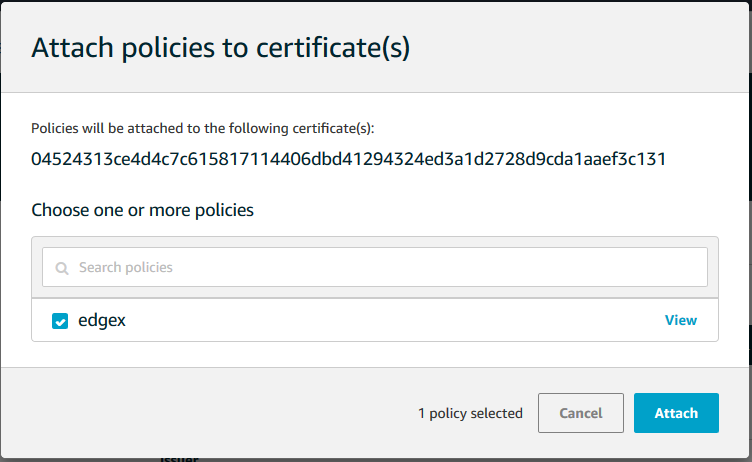 Attach policies to certificate(s)
Policies will be attached to the following certificate(s):
04524313ce4d4c7c615817114406dbd41294324ed3a1d2728d9cda1aaef3c131
Choose one or more policies
Search policies
edgex View
1 policy selected Cancel Attach
Issuer